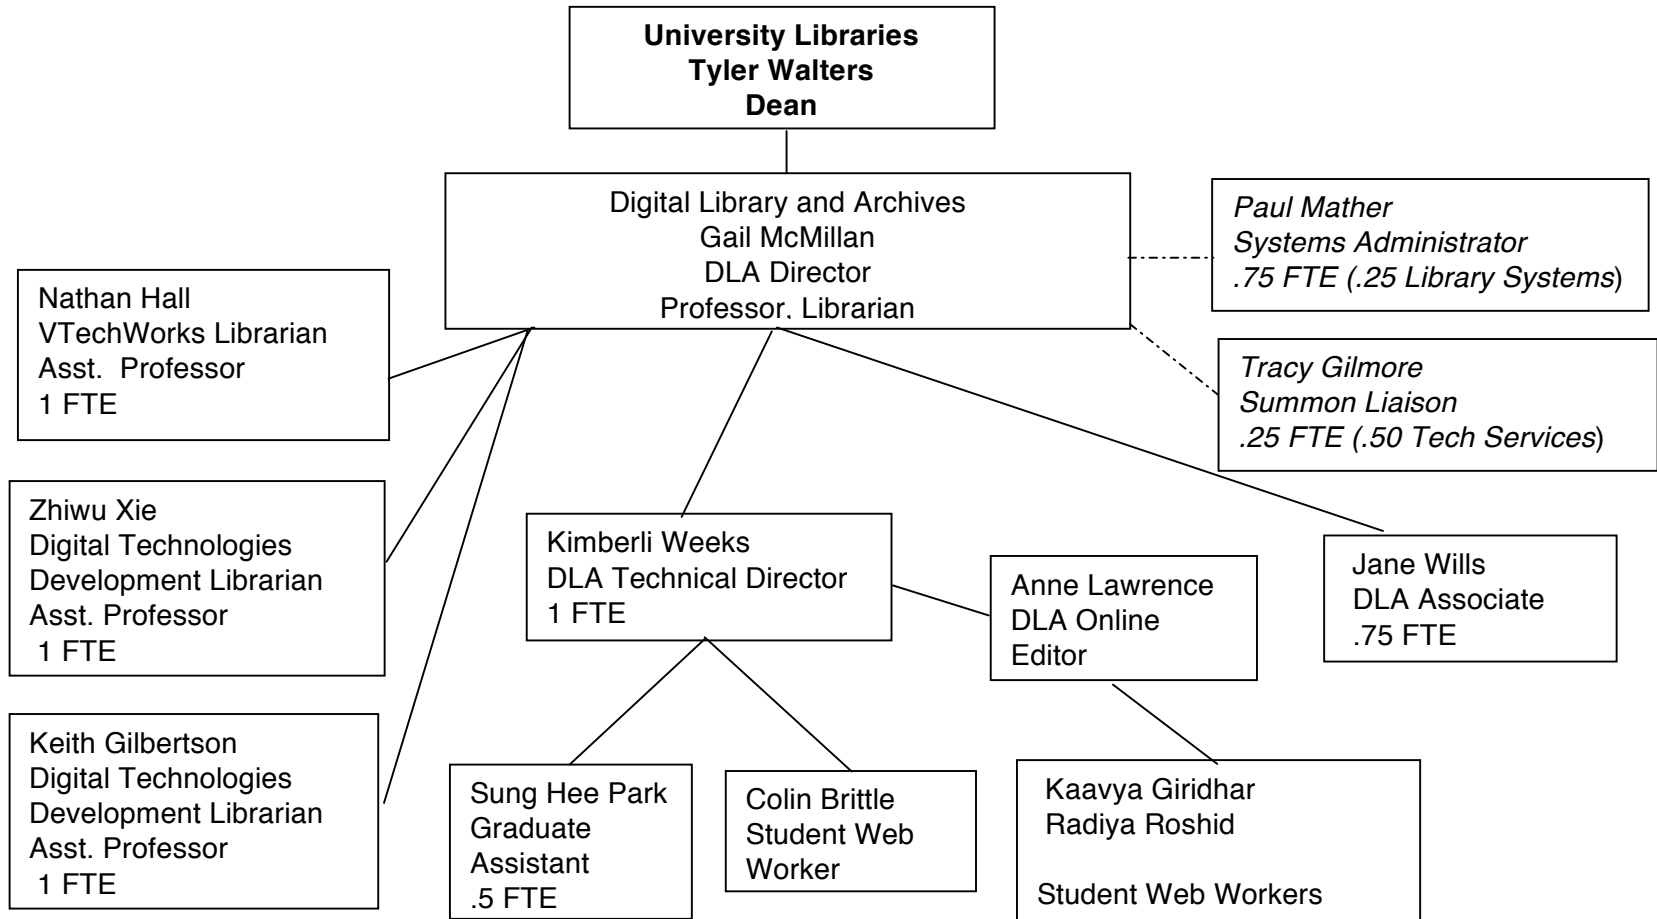 University Libraries
Tyler Walters
Dean
Digital Library and Archives
Gail McMillan
DLA Director
Professor, Librarian
Paul Mather
Systems Administrator
.75 FTE (.25 Library Systems)
Tracy Gilmore
Summon Liaison
.25 FTE (.50 Tech Services)
Nathan Hall
VTechWorks Librarian
Asst. Professor
1 FTE
Zhiwu Xie
Digital Technologies
Development Librarian
Asst. Professor
1 FTE
Keith Gilbertson
Digital Technologies
Development Librarian
Asst. Professor
1 FTE
Kimberli Weeks
DLA Technical Director
1 FTE
Anne Lawrence
DLA Online
Editor
Jane Wills
DLA Associate
.75 FTE
Sung Hee Park
Graduate
Assistant
.5 FTE
Colin Brittle
Student Web
Worker
Kaavya Giridhar
Radiya Roshid
Student Web Workers